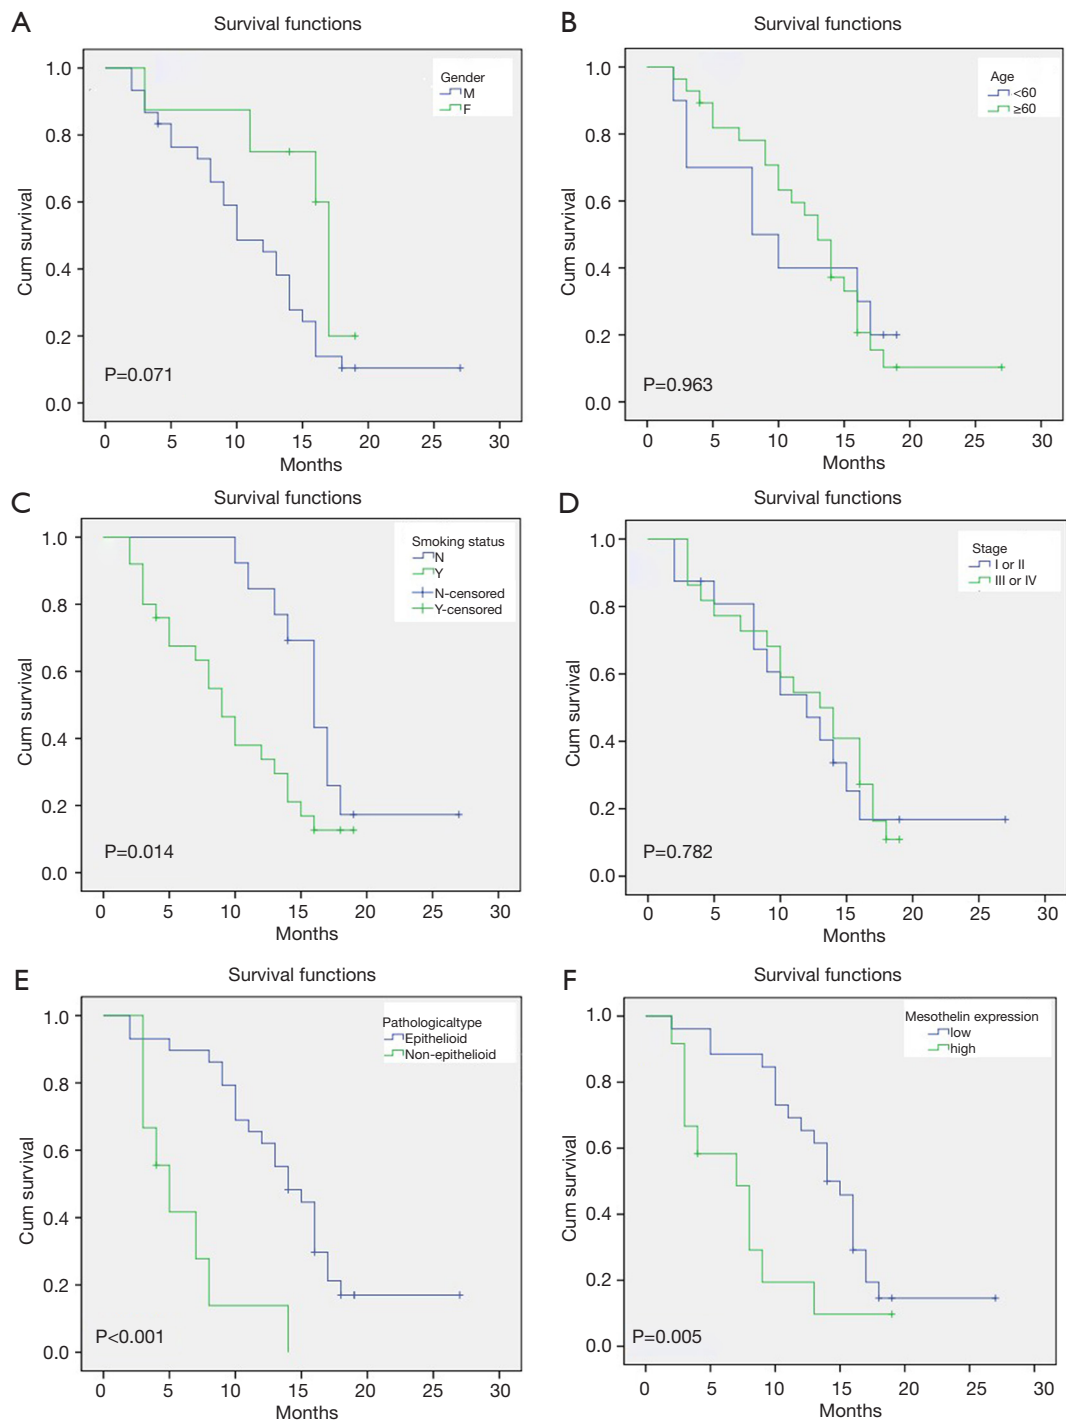 A
Survival functions
Gender
M
F
Cum survival
1.0
0.8
0.6
0.4
0.2
0.0
P=0.071
0 5 10 15 20 25 30
Months
B
Survival functions
Age
<60
≥60
Cum survival
1.0
0.8
0.6
0.4
0.2
0.0
P=0.963
0 5 10 15 20 25 30
Months
C
Survival functions
Smoking status
N
Y
N-censored
Y-censored
Cum survival
1.0
0.8
0.6
0.4
0.2
0.0
P=0.014
0 5 10 15 20 25 30
Months
D
Survival functions
Stage
I or II
III or IV
Cum survival
1.0
0.8
0.6
0.4
0.2
0.0
P=0.782
0 5 10 15 20 25 30
Months
E
Survival functions
Pathologicaltype
Epithelioid
Non-epithelioid
Cum survival
1.0
0.8
0.6
0.4
0.2
0.0
P<0.001
0 5 10 15 20 25 30
Months
F
Survival functions
Mesothelin expression
low
high
Cum survival
1.0
0.8
0.6
0.4
0.2
0.0
P=0.005
0 5 10 15 20 25 30
Months